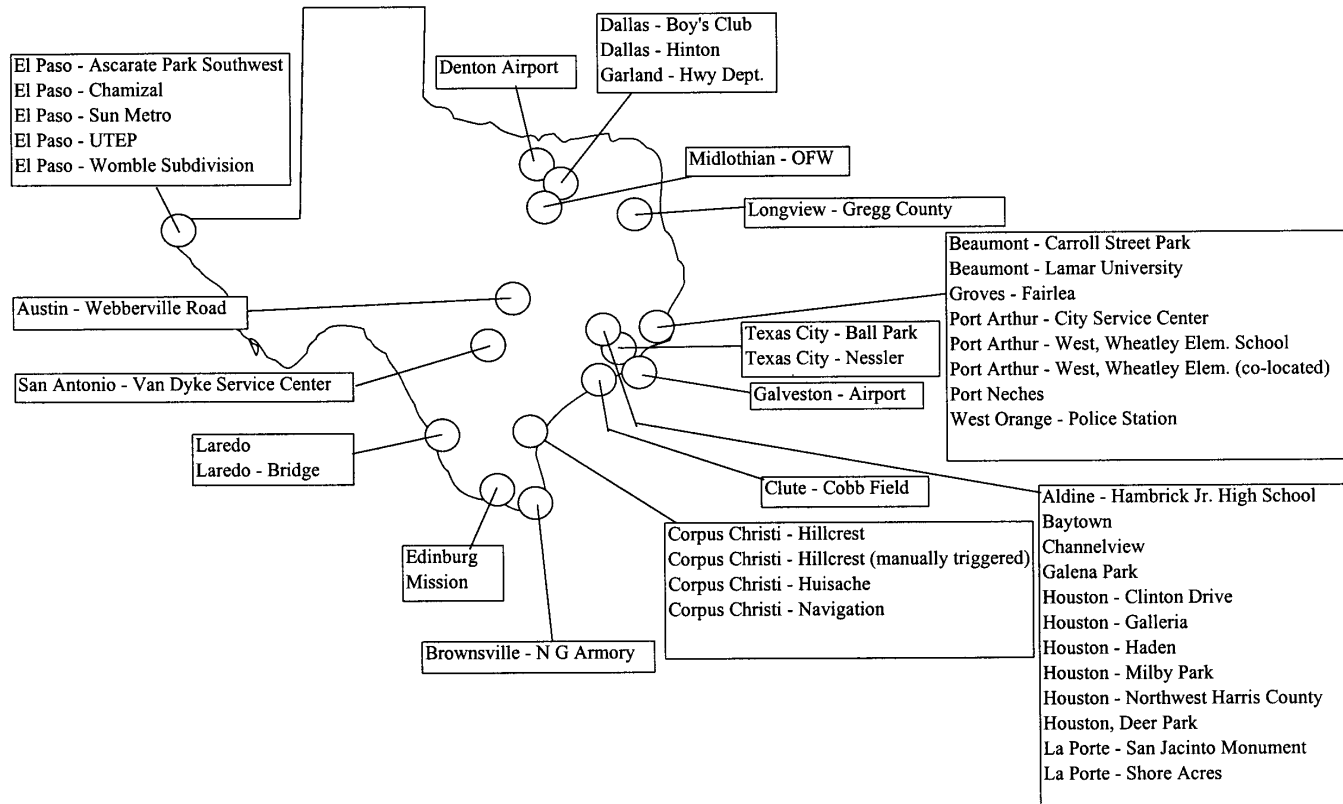 Dallas - Boy's Club
Dallas - Hinton
Garland - Hwy Dept.
El Paso - Ascarate Park Southwest
El Paso - Chamizal
El Paso - Sun Metro
El Paso - UTEP
El Paso - Womble Subdivision
Denton Airport
Midlothian - OFW
Longview - Gregg County
Beaumont - Carroll Street Park
Beaumont - Lamar University
Groves - Fairlea
Port Arthur - City Service Center
Port Arthur - West, Wheatley Elem. School
Port Arthur - West, Wheatley Elem. (co-located)
Port Neches
West Orange - Police Station
Austin - Webberville Road
Texas City - Ball Park
Texas City - Nessler
San Antonio - Van Dyke Service Center
Galveston - Airport
Laredo
Laredo - Bridge
Clute - Cobb Field
Edinburg
Mission
Corpus Christi - Hillcrest
Corpus Christi - Hillcrest (manually triggered)
Corpus Christi - Huisache
Corpus Christi - Navigation
Brownsville - N G Armory
Aldine - Hambrick Jr. High School
Baytown
Channelview
Galena Park
Houston - Clinton Drive
Houston - Galleria
Houston - Haden
Houston - Milby Park
Houston - Northwest Harris County
Houston, Deer Park
La Porte - San Jacinto Monument
La Porte - Shore Acres